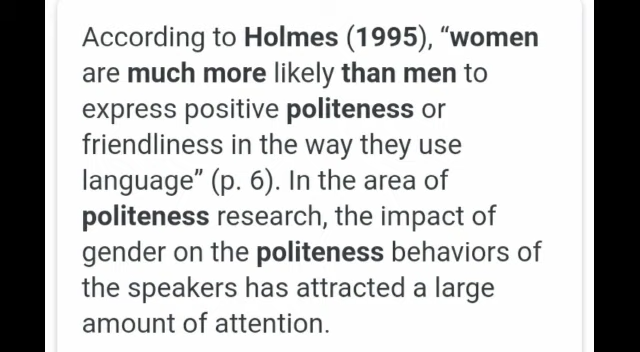 According to Holmes (1995), “women
are much more likely than men to
express positive politeness or
friendliness in the way they use
language” (p. 6). In the area of
politeness research, the impact of
gender on the politeness behaviors of
the speakers has attracted a large
amount of attention.